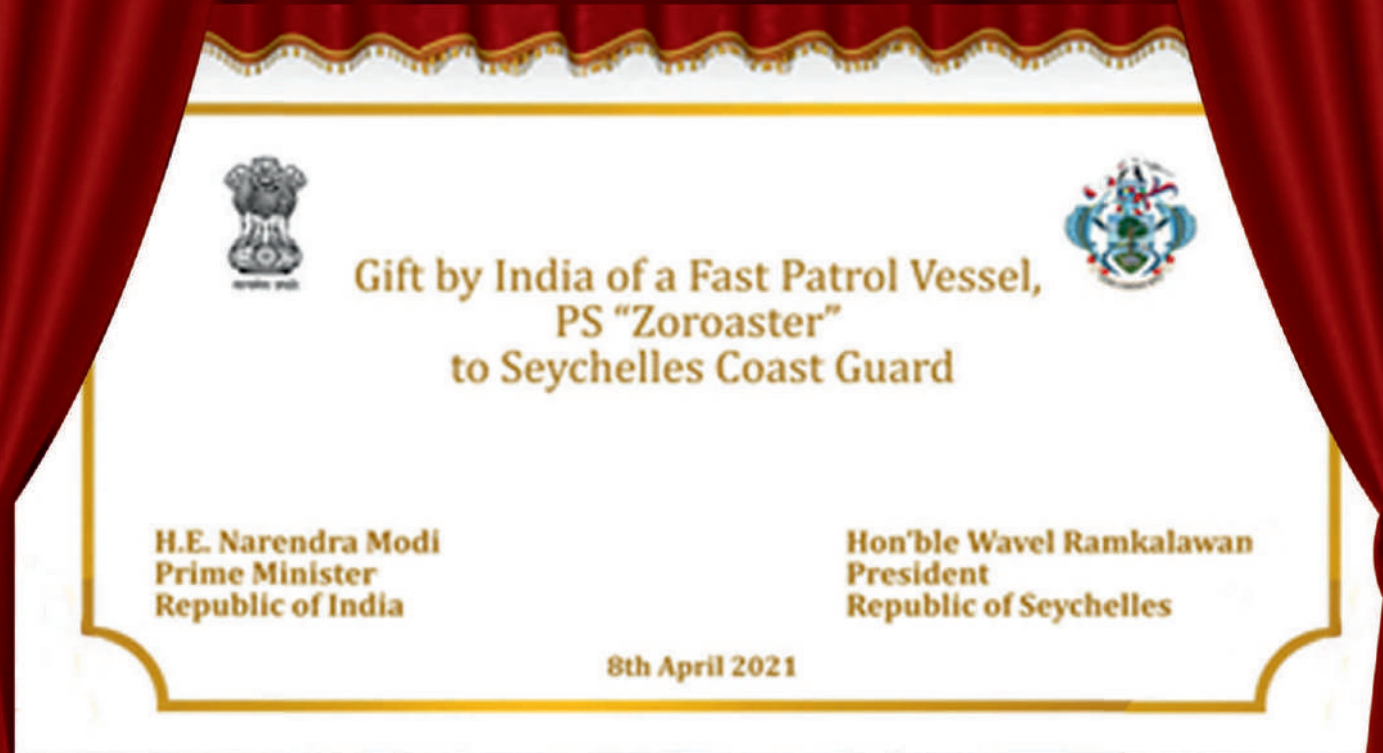 Gift by India of a Fast Patrol Vessel,
PS “Zoroaster”
to Seychelles Coast Guard
H.E. Narendra Modi
Prime Minister
Republic of India
Hon’ble Wavel Ramkalawan
President
Republic of Seychelles
8th April 2021